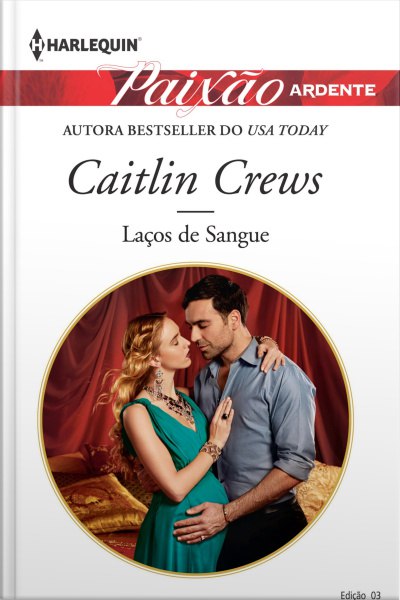 HARLEQUIN®
Paixão ARDENTE
AUTORA BESTSELLER DO USA TODAY
Caitlin Crews
Laços de Sangue
Edição 03